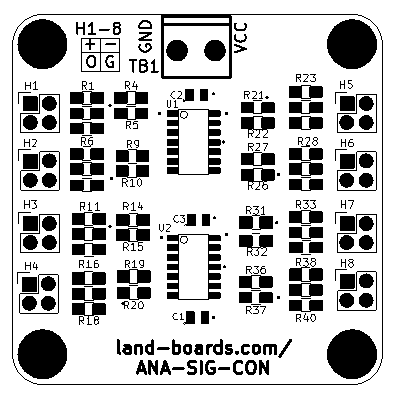 H1-8
GND
VCC
+ -
O G
TB1
H1
R1
R4
C2
U1
R21
R23
H5
R5
R22
H2
R6
R9
R27
R28
H6
R10
R26
H3
R11
R14
C3
U2
R31
R33
H7
R15
R32
H4
R16
R19
R36
R38
H8
R20
R37
R18
C1
R40
land-boards.com/
ANA-SIG-CON